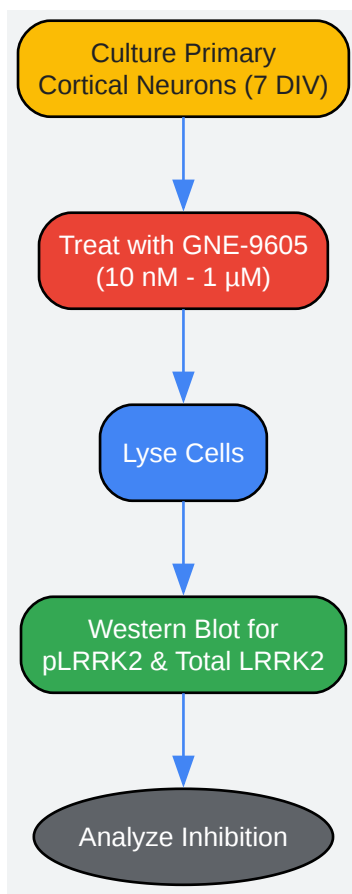 Culture Primary
Cortical Neurons (7 DIV)
Treat with GNE-9605
(10 nM - 1 µM)
Lyse Cells
Western Blot for
pLRRK2 & Total LRRK2
Analyze Inhibition